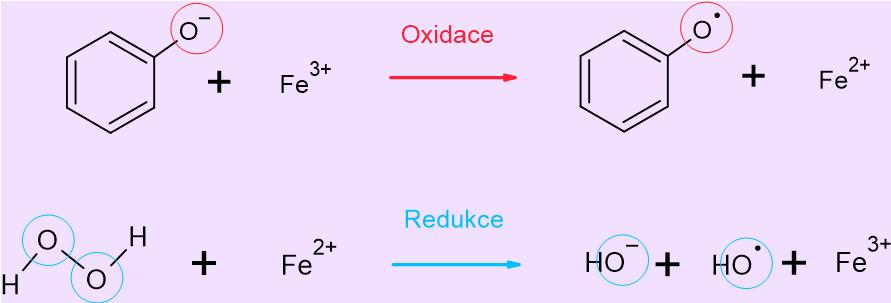 O⁻ + Fe³⁺ Oxidace O• + Fe²⁺
Redukce
H O O H + Fe²⁺ HO⁻ + HO• + Fe³⁺